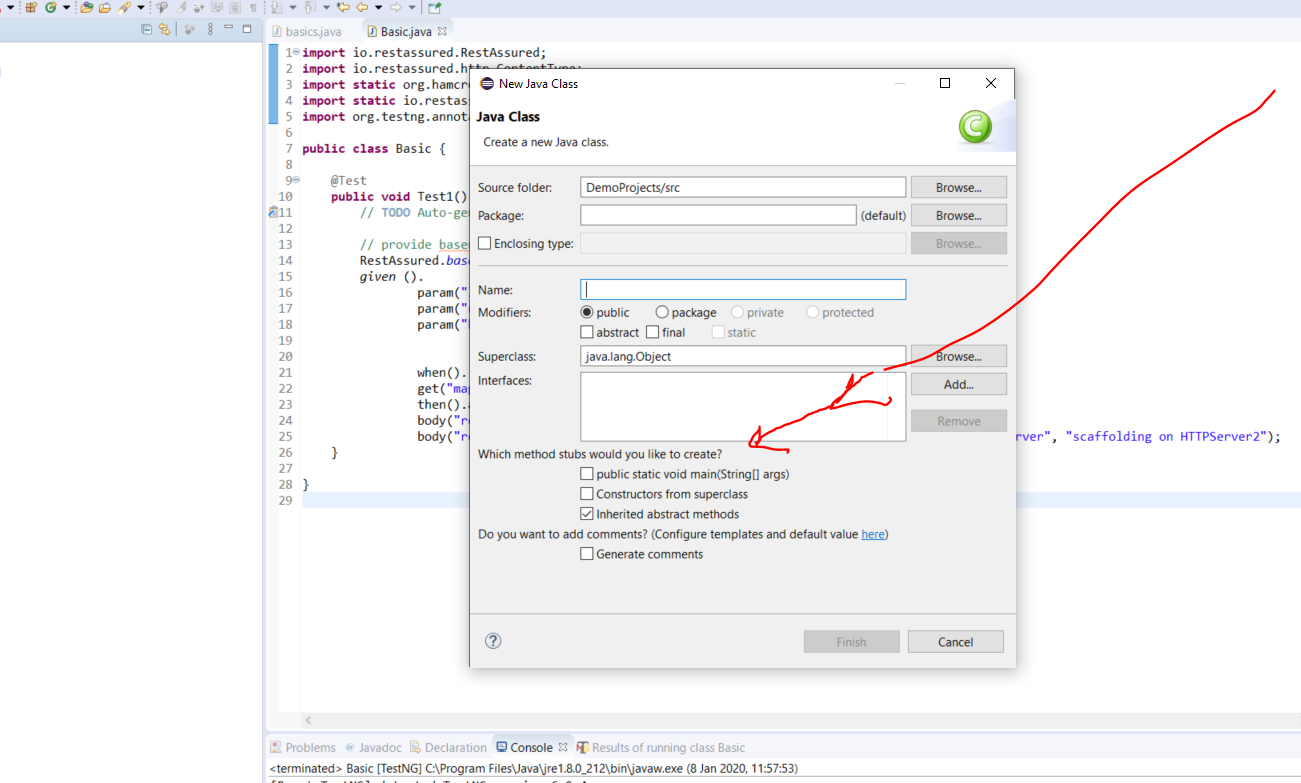 basics.java Basic.java
1 import io.restassured.RestAssured;
2 import io.restassured.http.ContentType;
3 import static org.hamcr
4 import static io.restas
5 import org.testng.annota
6
7 public class Basic {
8
9 @Test
10 public void Test1()
11 // TODO Auto-ge
12
13 // provide base
14 RestAssured.bas
15 given ().
16 param("
17 param("
18 param("
19
20
21 when().
22 get("ma
23 then().
24 body("r
25 body("r rver", "scaffolding on HTTPServer2");
26 }
27
28 }
29
New Java Class
Java Class
Create a new Java class.
Source folder: DemoProjects/src Browse...
Package: (default) Browse...
Enclosing type: Browse...
Name:
Modifiers: public package private protected
abstract final static
Superclass: java.lang.Object Browse...
Interfaces: Add...
Remove
Which method stubs would you like to create?
public static void main(String[] args)
Constructors from superclass
Inherited abstract methods
Do you want to add comments? (Configure templates and default value here)
Generate comments
Finish Cancel
Problems Javadoc Declaration Console Results of running class Basic
<terminated> Basic [TestNG] C:\Program Files\Java\jre1.8.0_212\bin\javaw.exe (8 Jan 2020, 11:57:53)